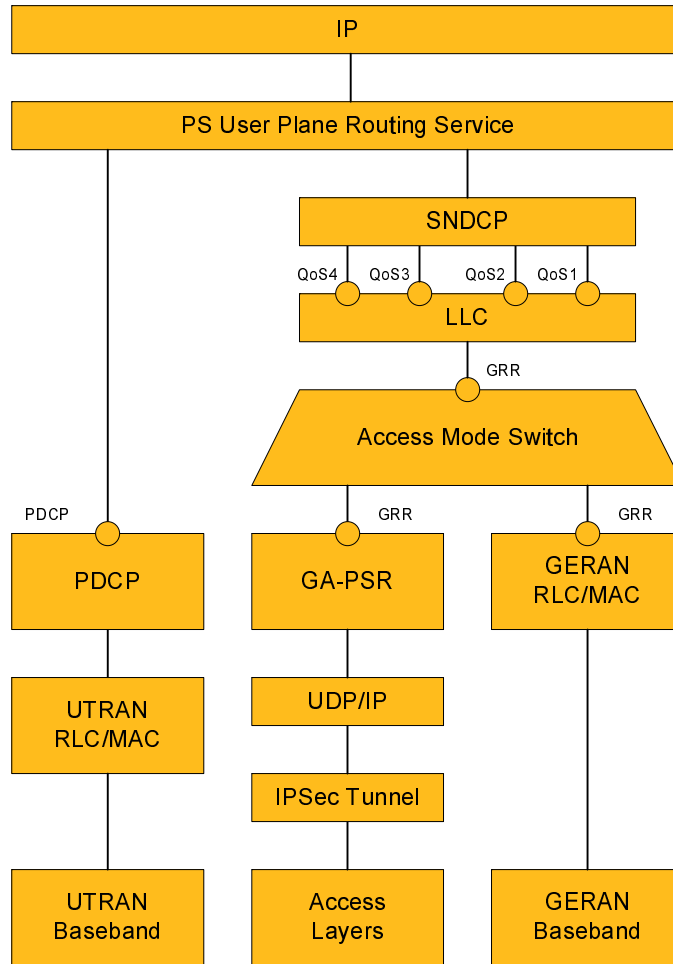 IP
PS User Plane Routing Service
SNDCP
QoS4 QoS3 QoS2 QoS1
LLC
GRR
Access Mode Switch
PDCP GRR GRR
PDCP
GA-PSR
GERAN
RLC/MAC
UTRAN
RLC/MAC
UDP/IP
IPSec Tunnel
UTRAN
Baseband
Access
Layers
GERAN
Baseband